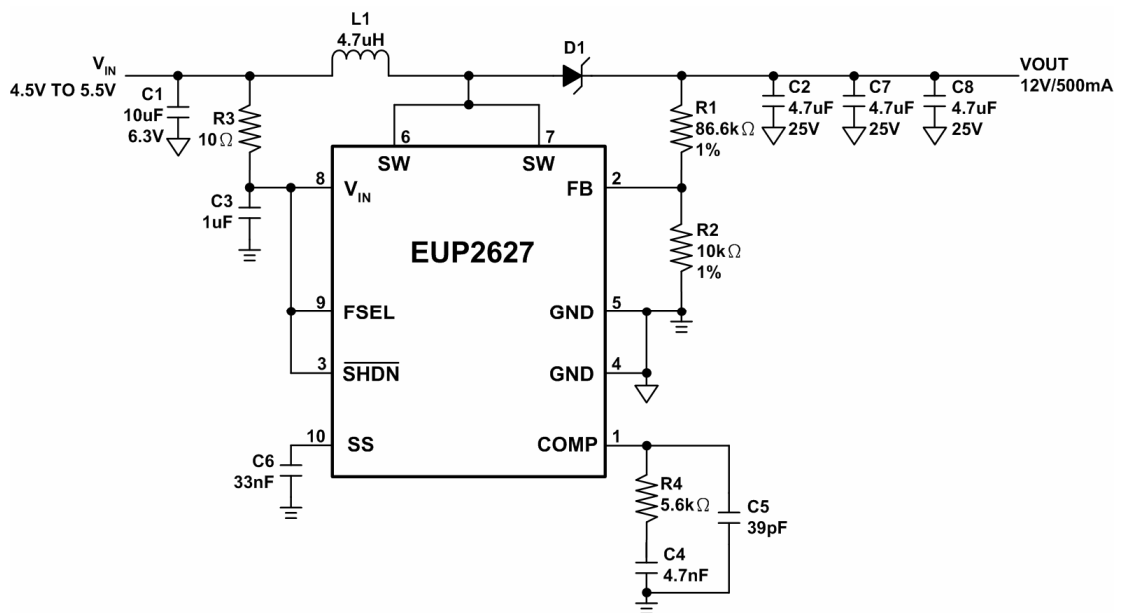 L1
4.7uH
D1
VIN
4.5V TO 5.5V
VOUT
12V/500mA
C1
10uF
6.3V
R3
10Ω
C2
4.7uF
25V
C7
4.7uF
25V
C8
4.7uF
25V
R1
86.6kΩ
1%
6
7
SW
SW
8
VIN
FB
2
C3
1uF
R2
10kΩ
1%
EUP2627
9
FSEL
GND
5
3
SHDN
GND
4
10
SS
COMP
1
C6
33nF
R4
5.6kΩ
C5
39pF
C4
4.7nF